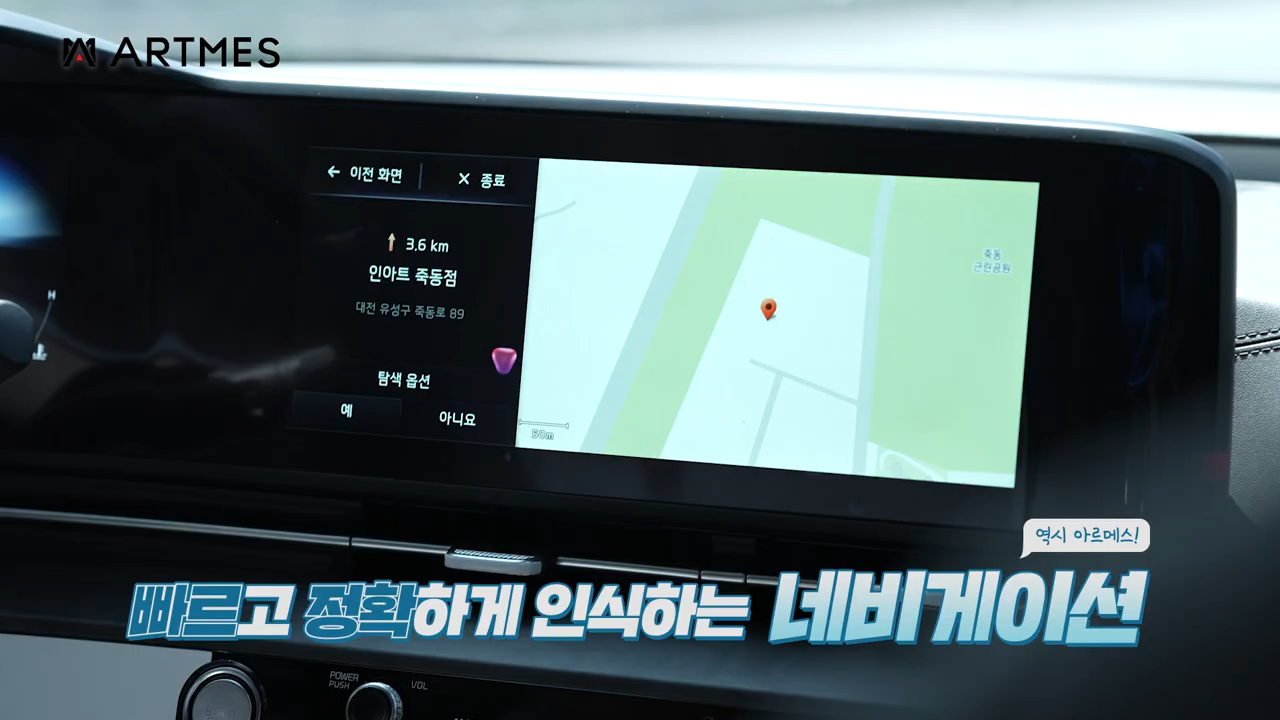 ARTMES
← 이전 화면
× 종료
3.6 km
인아트 죽동점
대전 유성구 죽동로 89
탐색 옵션
예
아니요
죽동
근린공원
50m
H
역시 아르메스!
빠르고 정확하게 인식하는 네비게이션
POWER
PUSH
VOL